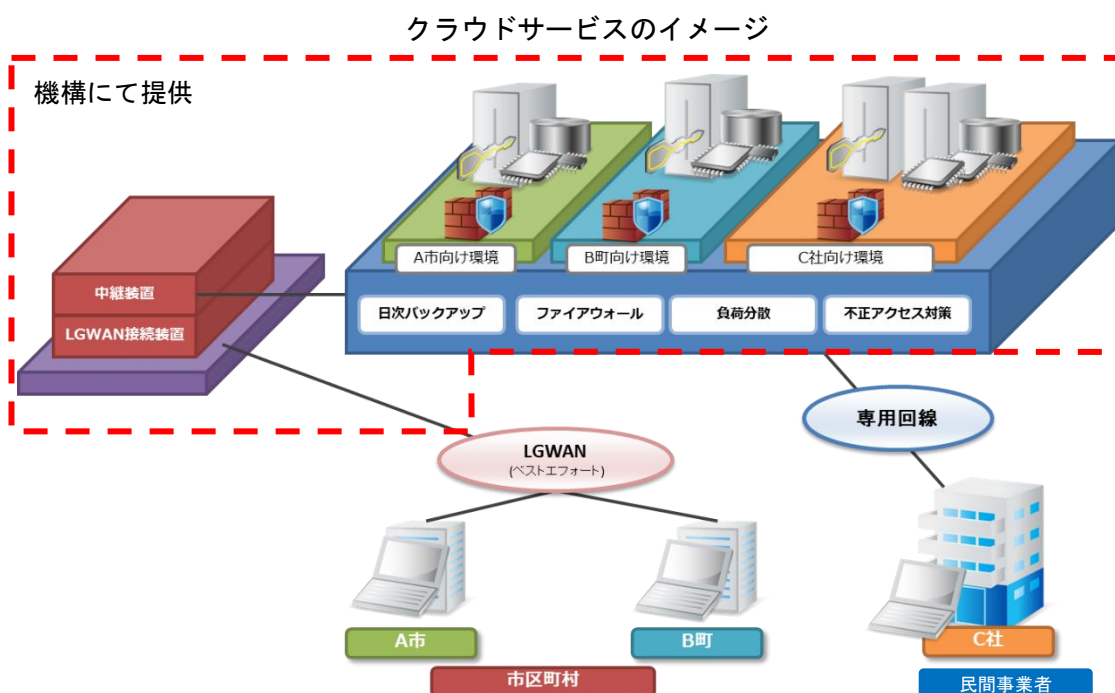 クラウドサービスのイメージ
機構にて提供
A市向け環境
B町向け環境
C社向け環境
中継装置
LGWAN接続装置
日次バックアップ
ファイアウォール
負荷分散
不正アクセス対策
専用回線
LGWAN
(ベストエフォート)
A市
B町
C社
市区町村
民間事業者